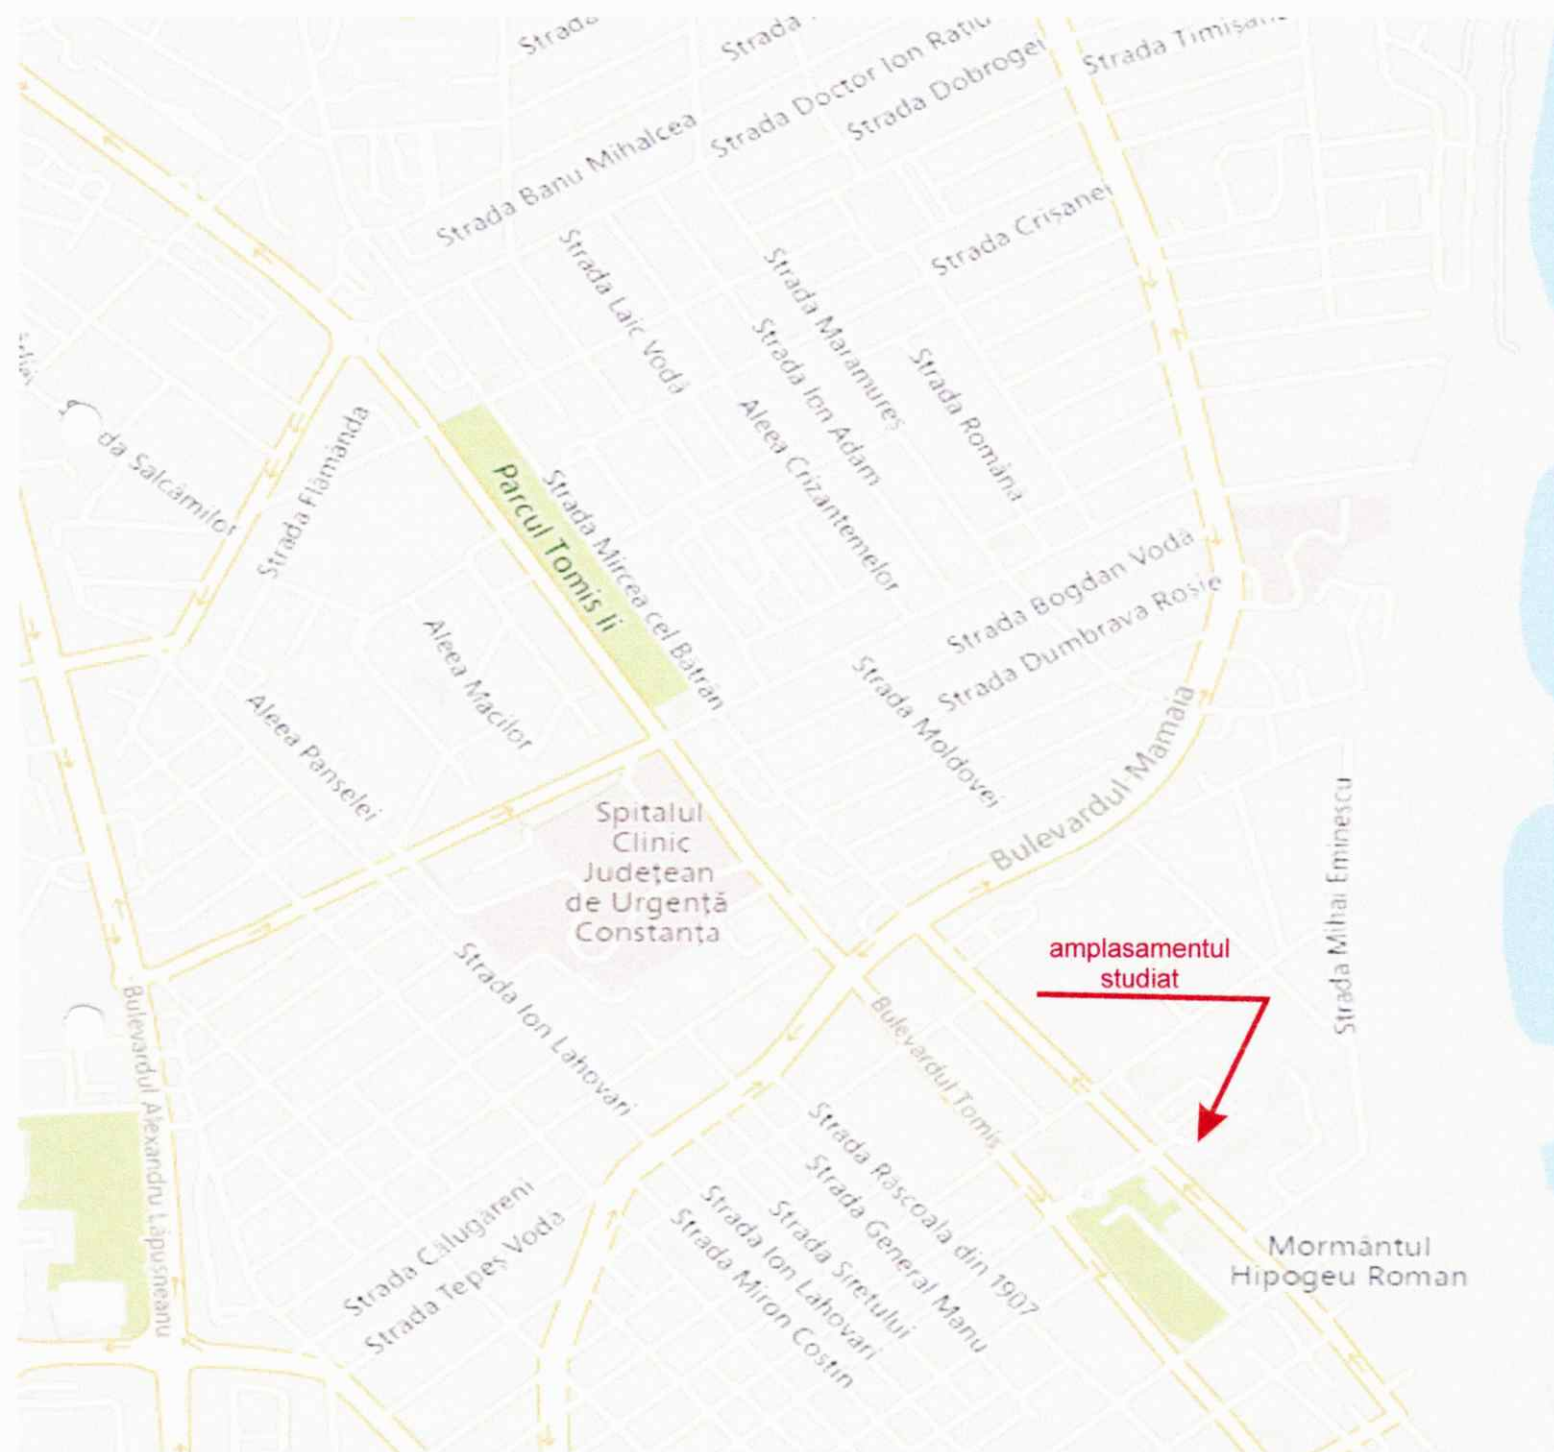 Strada
Strada
Strada Doctor Ion Rațiu
Strada Dobrogei
Strada Timișana
Strada Banu Mihalcea
Strada Crișanei
Strada Laic Vodă
Strada Maramureș
Strada Ion Adam
Strada Română
Aleea Crizantemelor
da Salcâmilor
Strada Flămânda
Parcul Tomis Ii
Strada Mircea cel Bătrân
Strada Bogdan Vodă
Strada Dumbrava Roșie
Aleea Macilor
Aleea Panselei
Strada Moldovei
Bulevardul Mamaia
Strada Mihai Eminescu
Spitalul
Clinic
Județean
de Urgență
Constanța
amplasamentul
studiat
Strada Ion Lahovari
Bulevardul Alexandru Lăpușneanu
Bulevardul Tomis
Strada Răscoala din 1907
Strada General Manu
Strada Siretului
Strada Ion Lahovari
Strada Miron Costin
Strada Călugăreni
Strada Tepeș Vodă
Mormântul
Hipogeu Roman